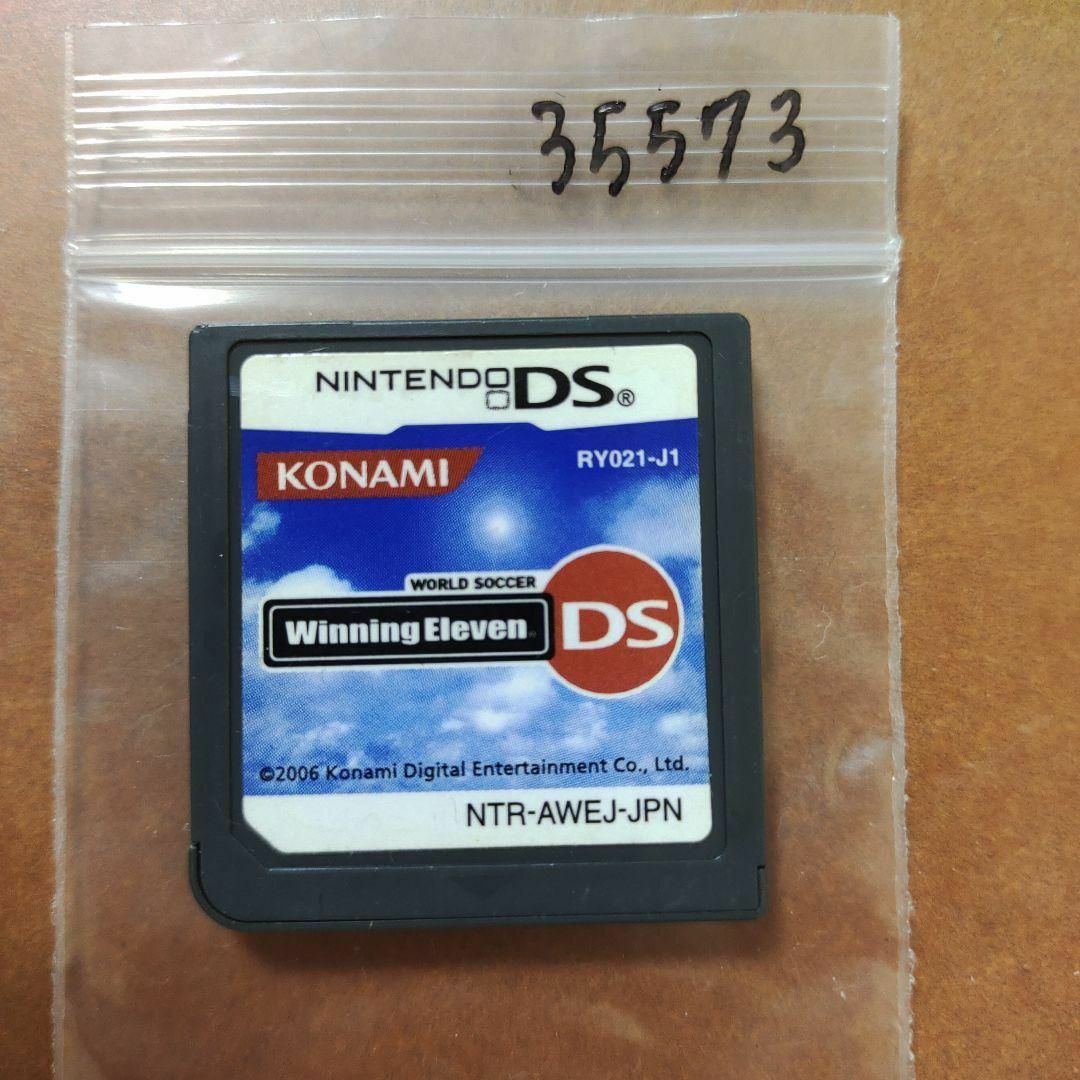 35573
NINTENDO DS®
KONAMI
RY021-J1
WORLD SOCCER
Winning Eleven DS
©2006 Konami Digital Entertainment Co., Ltd.
NTR-AWEJ-JPN